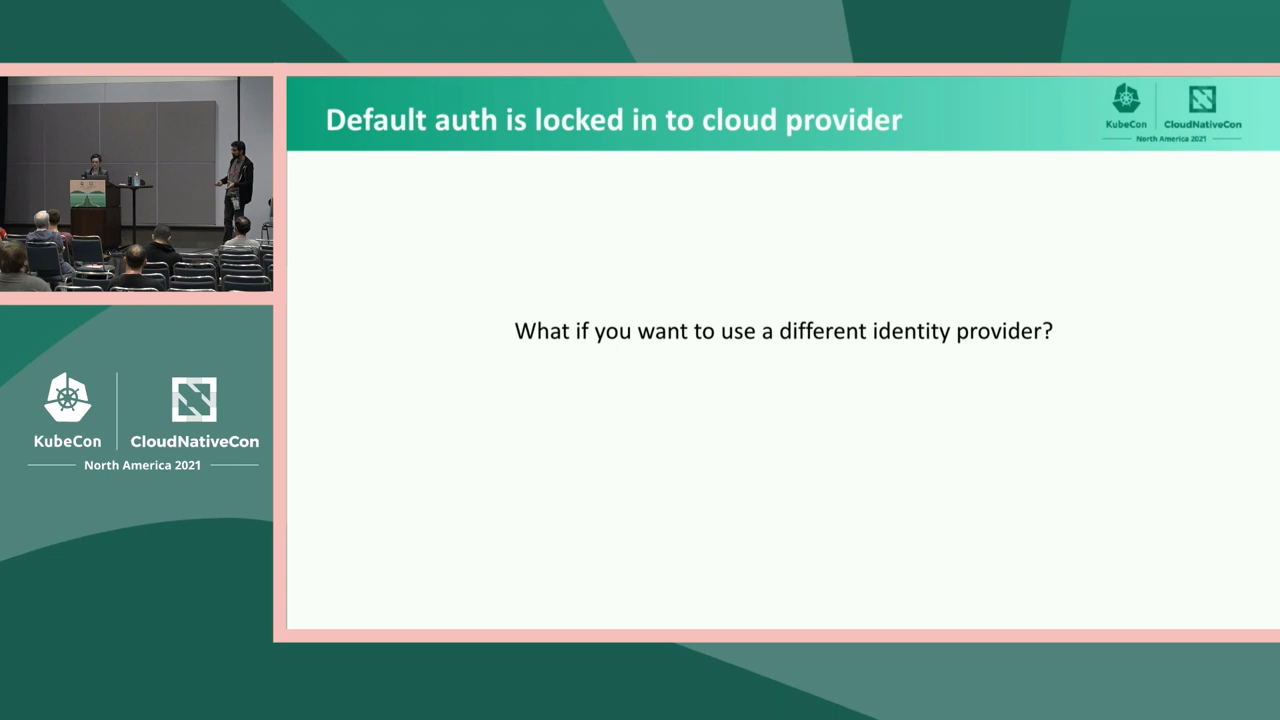 Default auth is locked in to cloud provider
KubeCon
CloudNativeCon
North America 2021
What if you want to use a different identity provider?
KubeCon
CloudNativeCon
North America 2021